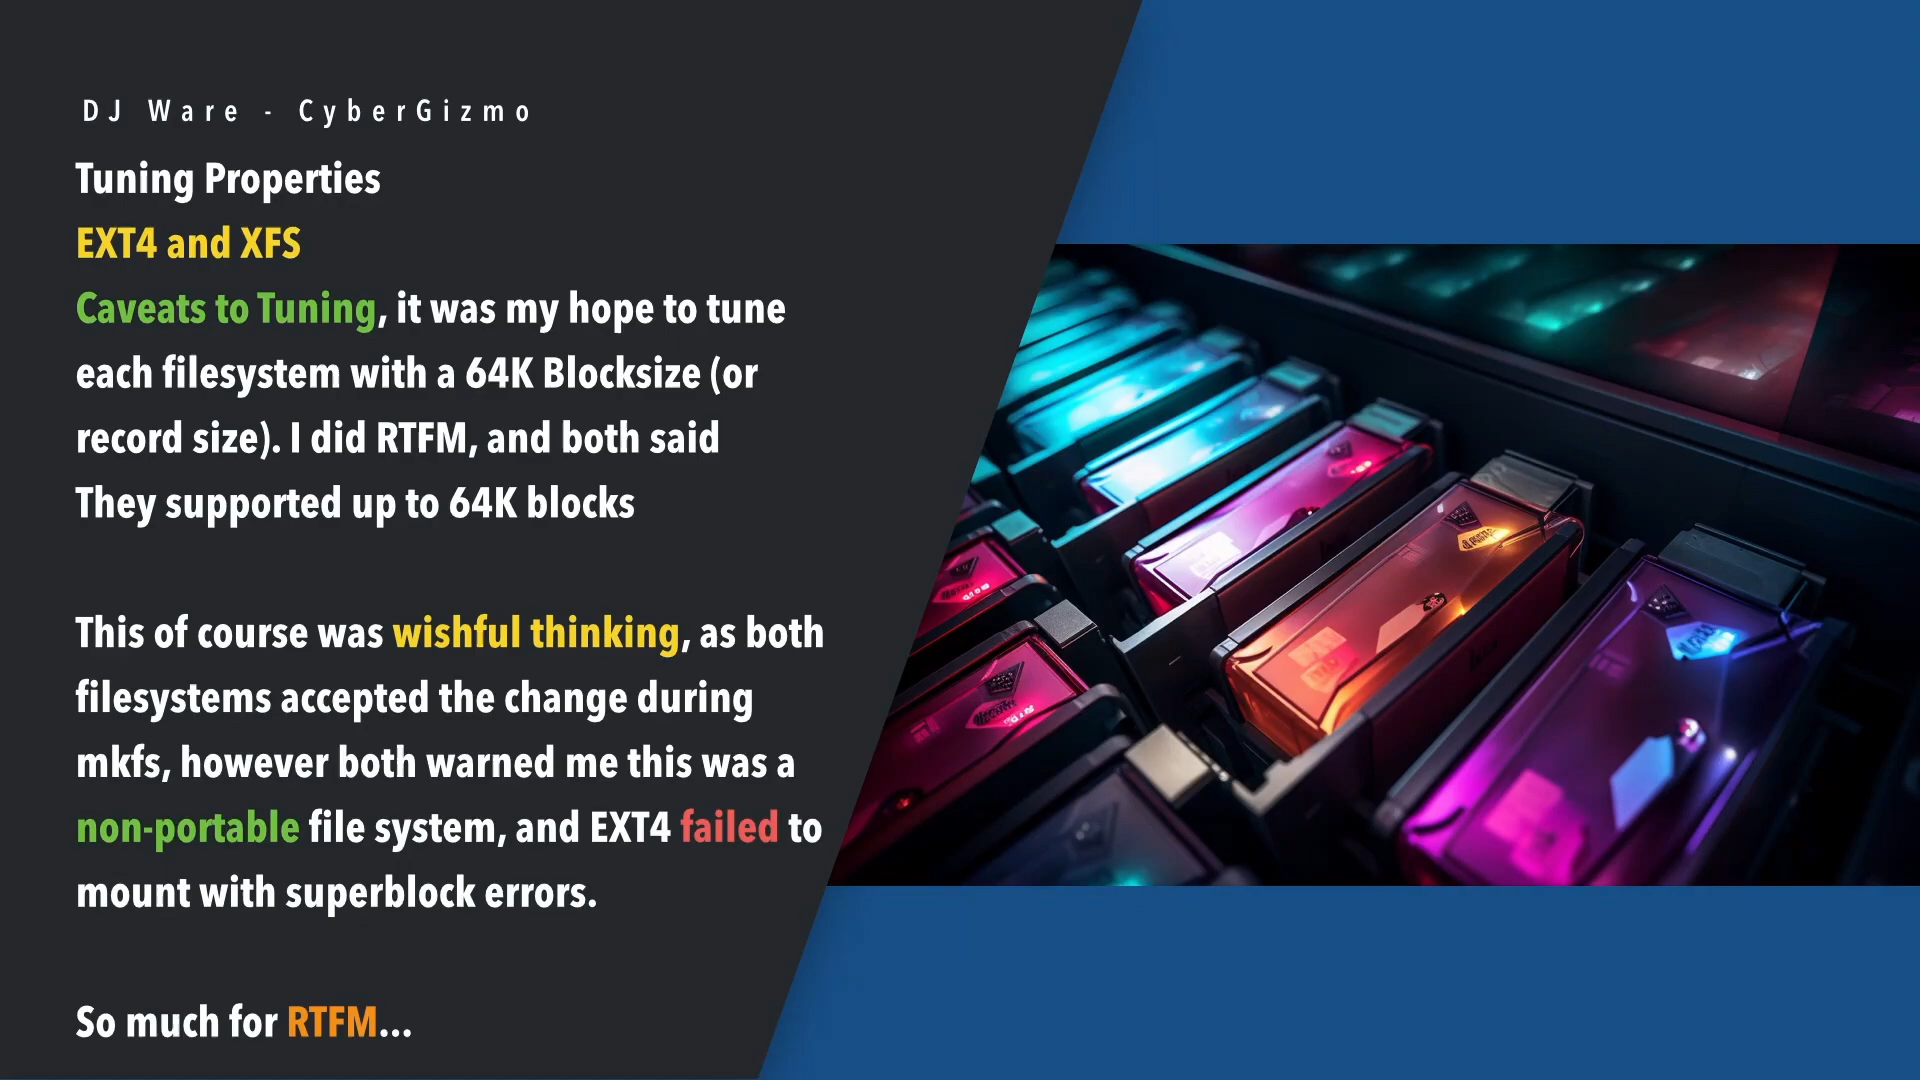 DJ Ware - CyberGizmo
Tuning Properties
EXT4 and XFS
Caveats to Tuning, it was my hope to tune
each filesystem with a 64K Blocksize (or
record size). I did RTFM, and both said
They supported up to 64K blocks
This of course was wishful thinking, as both
filesystems accepted the change during
mkfs, however both warned me this was a
non-portable file system, and EXT4 failed to
mount with superblock errors.
So much for RTFM...